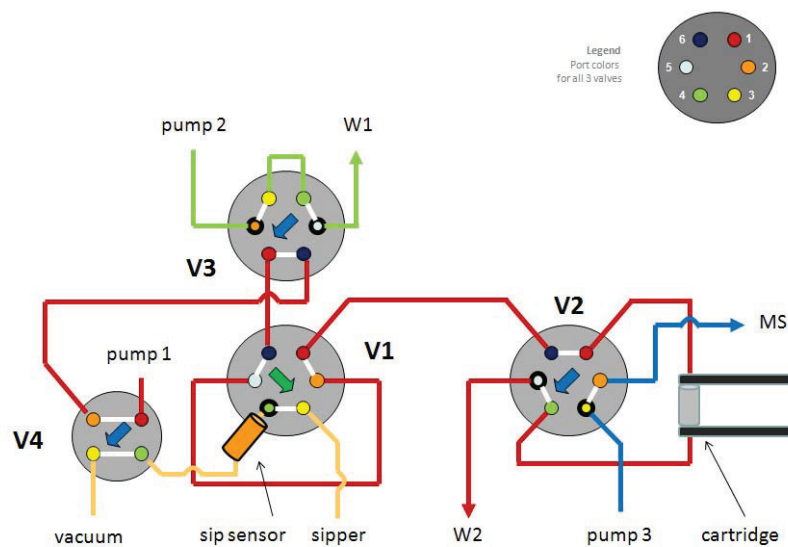 Legend
Port colors
for all 3 valves
6
1
5
2
4
3
pump 2
W1
V3
V2
MS
pump 1
V1
V4
vacuum
sip sensor
sipper
W2
pump 3
cartridge